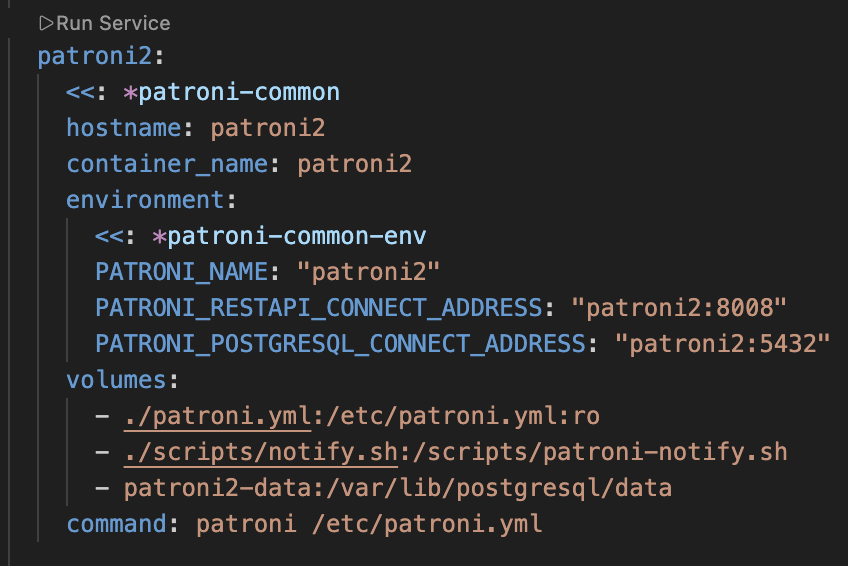 Run Service
patroni2:
<<: *patroni-common
hostname: patroni2
container_name: patroni2
environment:
<<: *patroni-common-env
PATRONI_NAME: "patroni2"
PATRONI_RESTAPI_CONNECT_ADDRESS: "patroni2:8008"
PATRONI_POSTGRESQL_CONNECT_ADDRESS: "patroni2:5432"
volumes:
- ./patroni.yml:/etc/patroni.yml:ro
- ./scripts/notify.sh:/scripts/patroni-notify.sh
- patroni2-data:/var/lib/postgresql/data
command: patroni /etc/patroni.yml